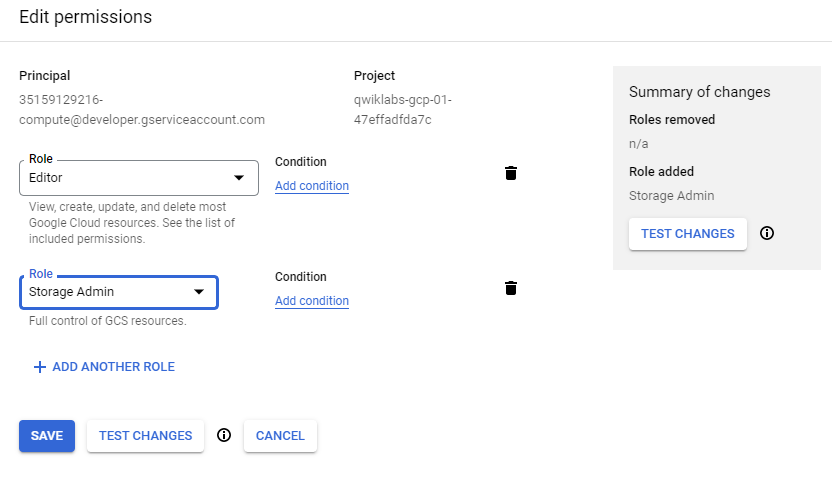 Edit permissions
Principal
35159129216-
compute@developer.gserviceaccount.com
Project
qwiklabs-gcp-01-
47effadfda7c
Role
Editor
Condition
Add condition
View, create, update, and delete most
Google Cloud resources. See the list of
included permissions.
Role
Storage Admin
Condition
Add condition
Full control of GCS resources.
ADD ANOTHER ROLE
SAVE
TEST CHANGES
CANCEL
Summary of changes
Roles removed
n/a
Role added
Storage Admin
TEST CHANGES